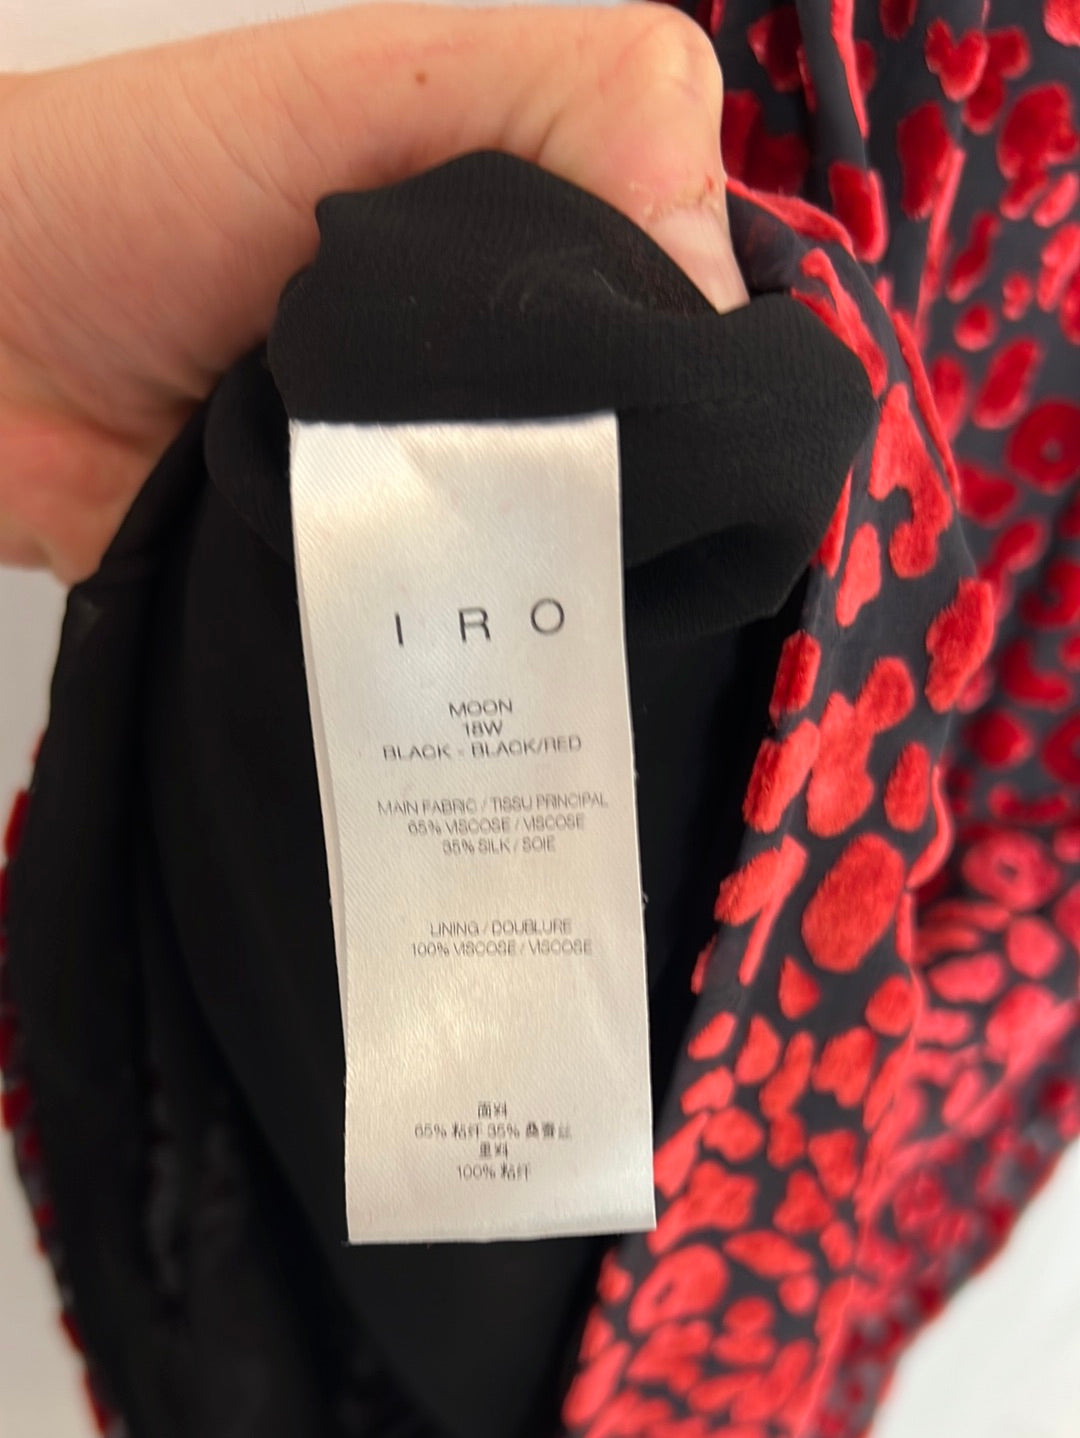 IRO
MOON
18W
BLACK - BLACK/RED
MAIN FABRIC / TISSU PRINCIPAL
65% VISCOSE / VISCOSE
35% SILK / SOIE
LINING / DOUBLURE
100% VISCOSE / VISCOSE
面料
65% 粘纤 35% 桑蚕丝
里料
100% 粘纤